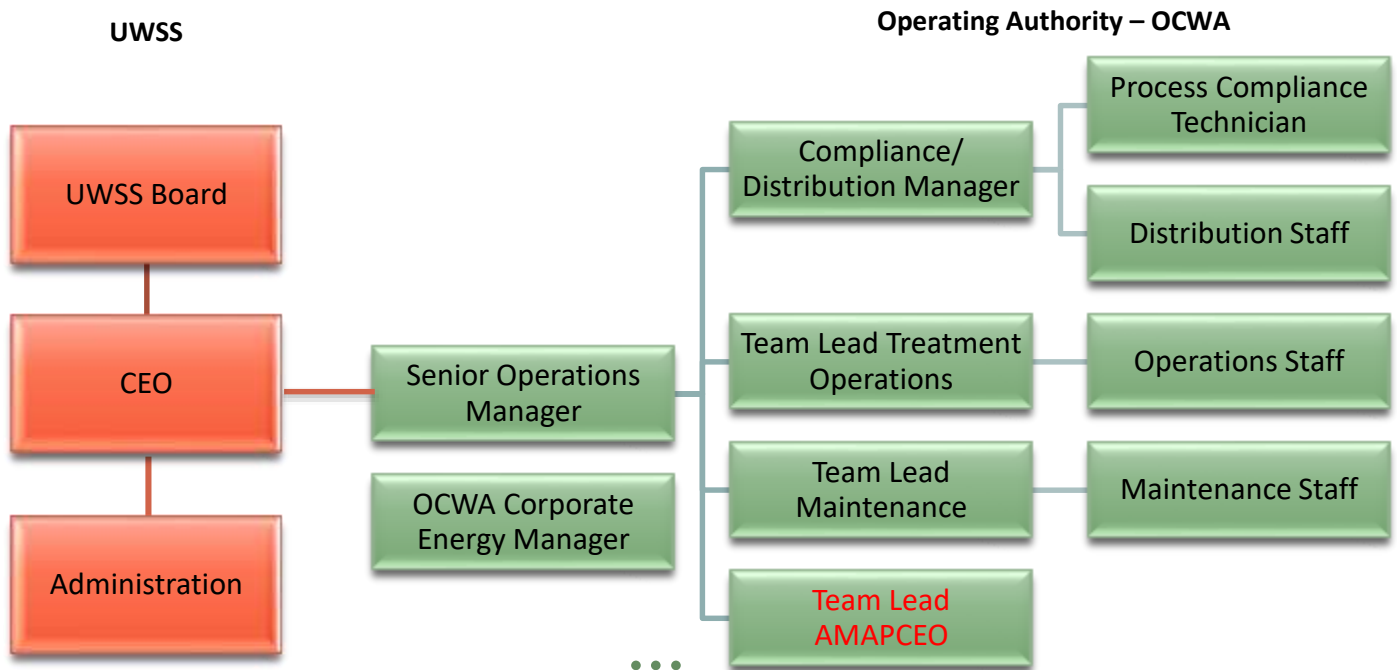 UWSS
Operating Authority – OCWA
UWSS Board
CEO
Administration
Senior Operations
Manager
OCWA Corporate
Energy Manager
Compliance/
Distribution Manager
Team Lead Treatment
Operations
Team Lead
Maintenance
Team Lead
AMAPCEO
Process Compliance
Technician
Distribution Staff
Operations Staff
Maintenance Staff